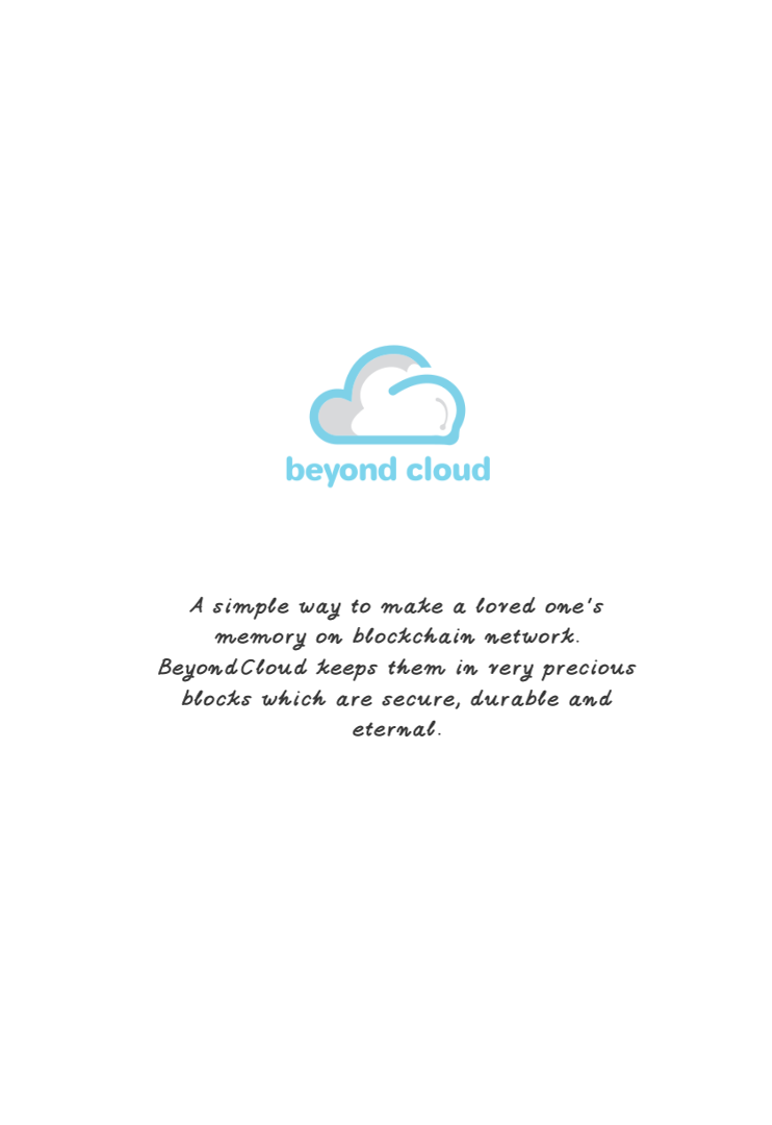 beyond cloud
A simple way to make a loved one's
memory on blockchain network.
BeyondCloud keeps them in very precious
blocks which are secure, durable and
eternal.